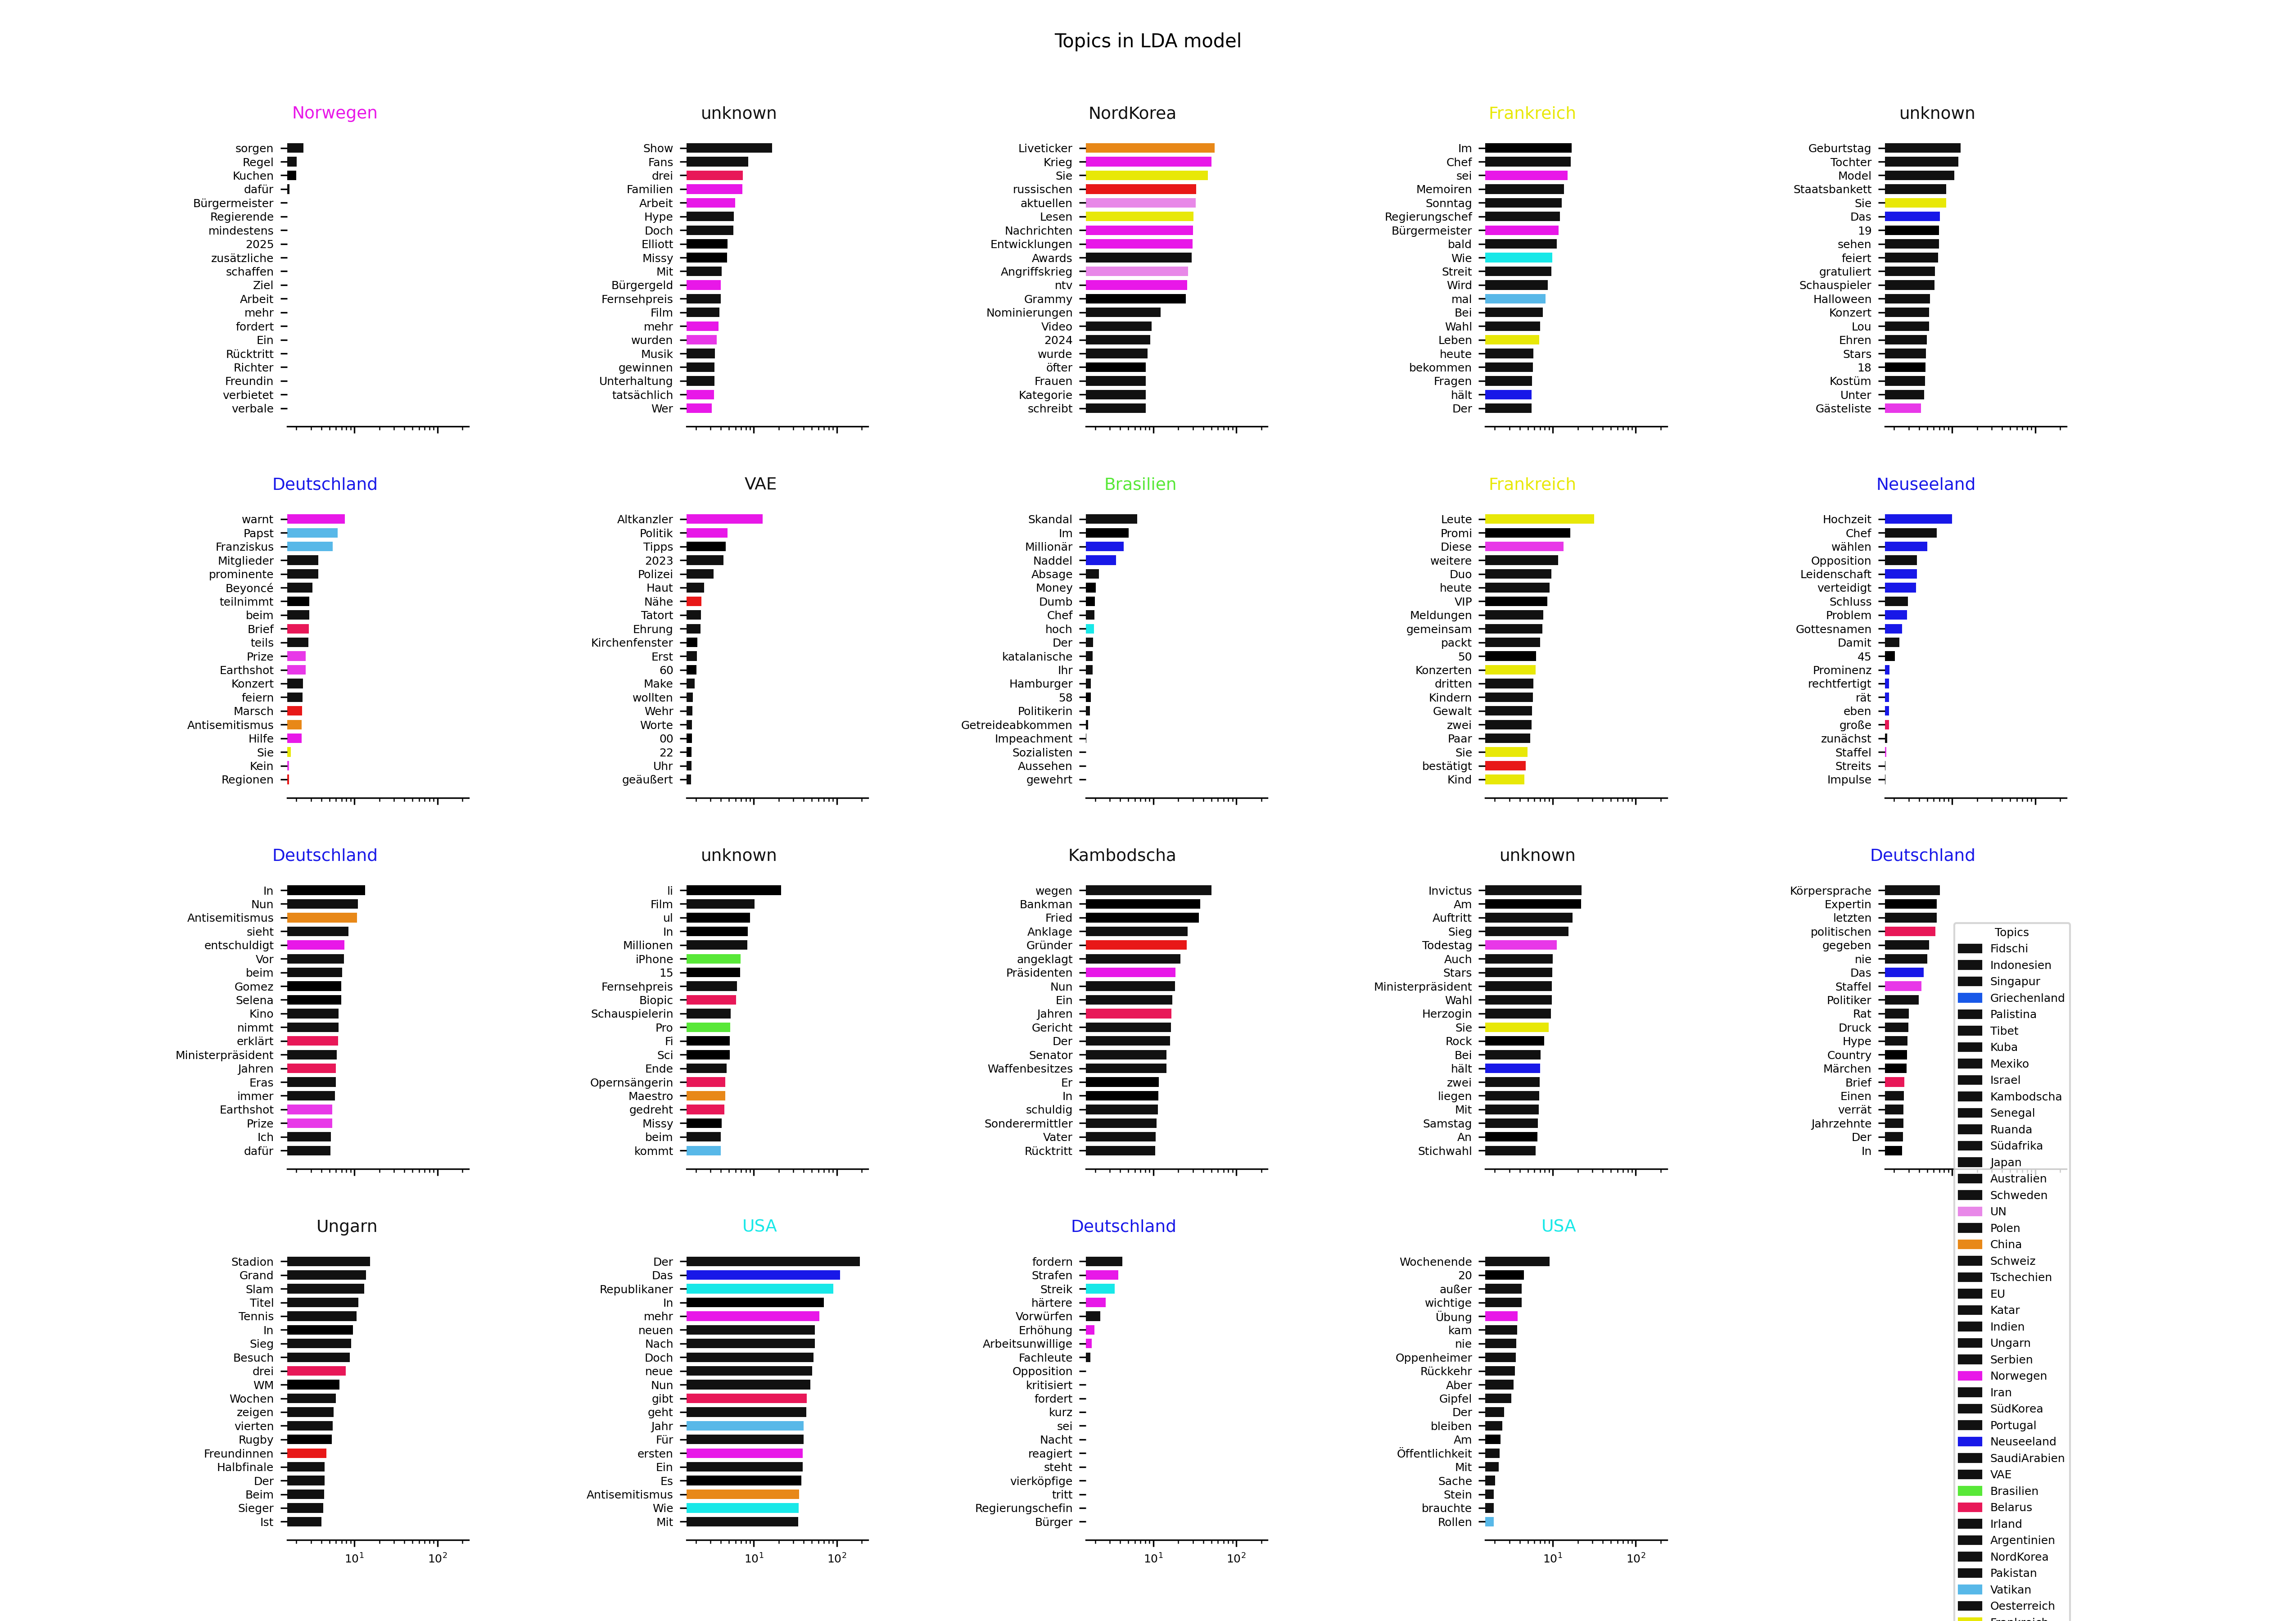 Topics in LDA model
Norwegen
sorgen
Regel
Kuchen
dafür
Bürgermeister
Regierende
mindestens
2025
zusätzliche
schaffen
Ziel
Arbeit
mehr
fordert
Ein
Rücktritt
Richter
Freundin
verbietet
verbale
unknown
Show
Fans
drei
Familien
Arbeit
Hype
Doch
Elliott
Missy
Mit
Bürgergeld
Fernsehpreis
Film
mehr
wurden
Musik
gewinnen
Unterhaltung
tatsächlich
Wer
NordKorea
Liveticker
Krieg
Sie
russischen
aktuellen
Lesen
Nachrichten
Entwicklungen
Awards
Angriffskrieg
ntv
Grammy
Nominierungen
Video
2024
wurde
öfter
Frauen
Kategorie
schreibt
Frankreich
Im
Chef
sei
Memoiren
Sonntag
Regierungschef
Bürgermeister
bald
Wie
Streit
Wird
mal
Bei
Wahl
Leben
heute
bekommen
Fragen
hält
Der
unknown
Geburtstag
Tochter
Model
Staatsbankett
Sie
Das
19
sehen
feiert
gratuliert
Schauspieler
Halloween
Konzert
Lou
Ehren
Stars
18
Kostüm
Unter
Gästeliste
Deutschland
warnt
Papst
Franziskus
Mitglieder
prominente
Beyoncé
teilnimmt
beim
Brief
teils
Prize
Earthshot
Konzert
feiern
Marsch
Antisemitismus
Hilfe
Sie
Kein
Regionen
VAE
Altkanzler
Politik
Tipps
2023
Polizei
Haut
Nähe
Tatort
Ehrung
Kirchenfenster
Erst
60
Make
wollten
Wehr
Worte
00
22
Uhr
geäußert
Brasilien
Skandal
Im
Millionär
Naddel
Absage
Money
Dumb
Chef
hoch
Der
katalanische
Ihr
Hamburger
58
Politikerin
Getreideabkommen
Impeachment
Sozialisten
Aussehen
gewehrt
Frankreich
Leute
Promi
Diese
weitere
Duo
heute
VIP
Meldungen
gemeinsam
packt
50
Konzerten
dritten
Kindern
Gewalt
zwei
Paar
Sie
bestätigt
Kind
Neuseeland
Hochzeit
Chef
wählen
Opposition
Leidenschaft
verteidigt
Schluss
Problem
Gottesnamen
Damit
45
Prominenz
rechtfertigt
rät
eben
große
zunächst
Staffel
Streits
Impulse
Deutschland
In
Nun
Antisemitismus
sieht
entschuldigt
Vor
beim
Gomez
Selena
Kino
nimmt
erklärt
Ministerpräsident
Jahren
Eras
immer
Earthshot
Prize
Ich
dafür
unknown
li
Film
ul
In
Millionen
iPhone
15
Fernsehpreis
Biopic
Schauspielerin
Pro
Fi
Sci
Ende
Opernsängerin
Maestro
gedreht
Missy
beim
kommt
Kambodscha
wegen
Bankman
Fried
Anklage
Gründer
angeklagt
Präsidenten
Nun
Ein
Jahren
Gericht
Der
Senator
Waffenbesitzes
Er
In
schuldig
Sonderermittler
Vater
Rücktritt
unknown
Invictus
Am
Auftritt
Sieg
Todestag
Auch
Stars
Ministerpräsident
Wahl
Herzogin
Sie
Rock
Bei
hält
zwei
liegen
Mit
Samstag
An
Stichwahl
Deutschland
Körpersprache
Expertin
letzten
politischen
gegeben
nie
Das
Staffel
Politiker
Rat
Druck
Hype
Country
Märchen
Brief
Einen
verrät
Jahrzehnte
Der
In
Ungarn
Stadion
Grand
Slam
Titel
Tennis
In
Sieg
Besuch
drei
WM
Wochen
zeigen
vierten
Rugby
Freundinnen
Halbfinale
Der
Beim
Sieger
Ist
10¹ 10²
USA
Der
Das
Republikaner
In
mehr
neuen
Nach
Doch
neue
Nun
gibt
geht
Jahr
Für
ersten
Ein
Es
Antisemitismus
Wie
Mit
10¹ 10²
Deutschland
fordern
Strafen
Streik
härtere
Vorwürfen
Erhöhung
Arbeitsunwillige
Fachleute
Opposition
kritisiert
fordert
kurz
sei
Nacht
reagiert
steht
vierköpfige
tritt
Regierungschefin
Bürger
10¹ 10²
USA
Wochenende
20
außer
wichtige
Übung
kam
nie
Oppenheimer
Rückkehr
Aber
Gipfel
Der
bleiben
Am
Öffentlichkeit
Mit
Sache
Stein
brauchte
Rollen
10¹ 10²
Topics
Fidschi
Indonesien
Singapur
Griechenland
Palistina
Tibet
Kuba
Mexiko
Israel
Kambodscha
Senegal
Ruanda
Südafrika
Japan
Australien
Schweden
UN
Polen
China
Schweiz
Tschechien
EU
Katar
Indien
Ungarn
Serbien
Norwegen
Iran
SüdKorea
Portugal
Neuseeland
SaudiArabien
VAE
Brasilien
Belarus
Irland
Argentinien
NordKorea
Pakistan
Vatikan
Oesterreich
Frankreich